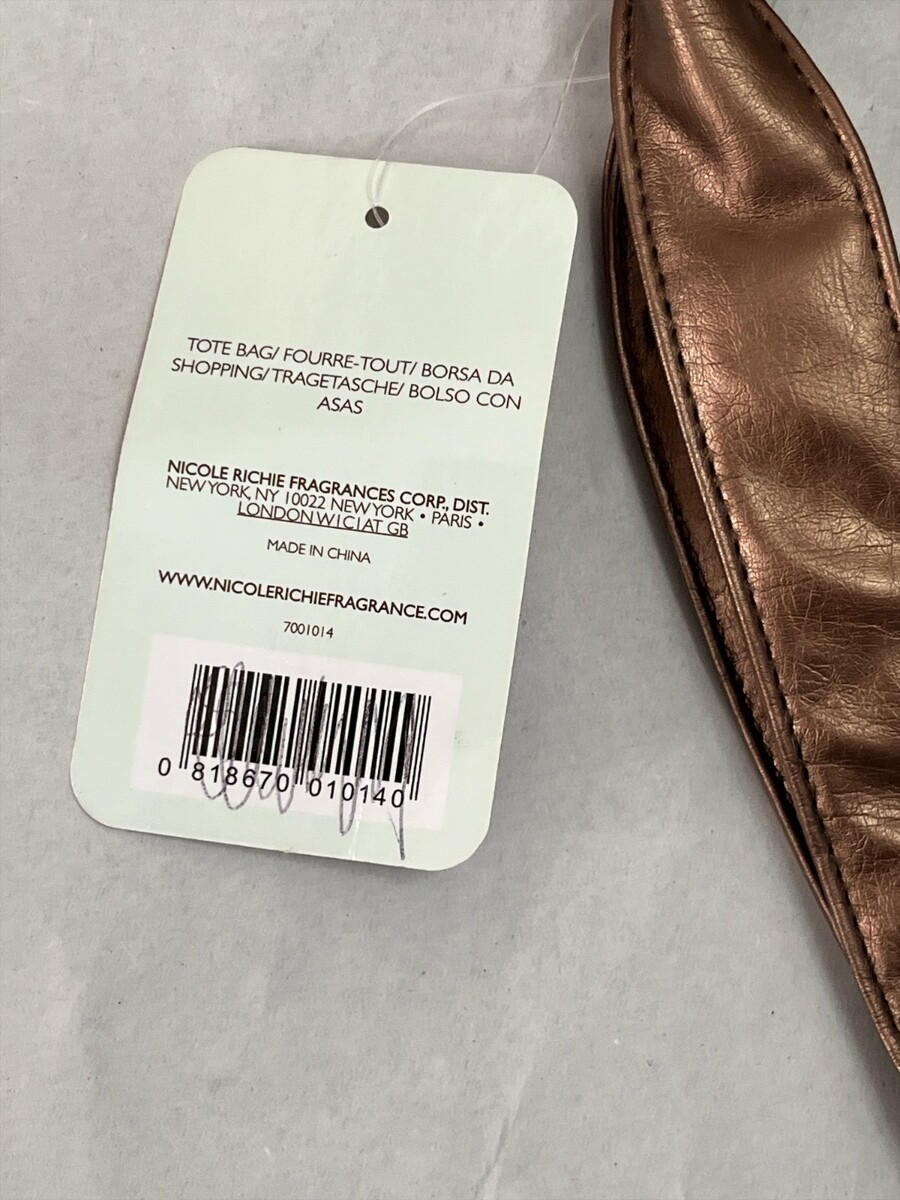 TOTE BAG/ FOURRE-TOUT/ BORSA DA
SHOPPING/ TRAGETASCHE/ BOLSO CON
ASAS
NICOLE RICHIE FRAGRANCES CORP., DIST.
NEW YORK, NY 10022 NEW YORK • PARIS •
LONDON W1C1AT GB
MADE IN CHINA
WWW.NICOLERICHIEFRAGRANCE.COM
7001014
0 818670 010140